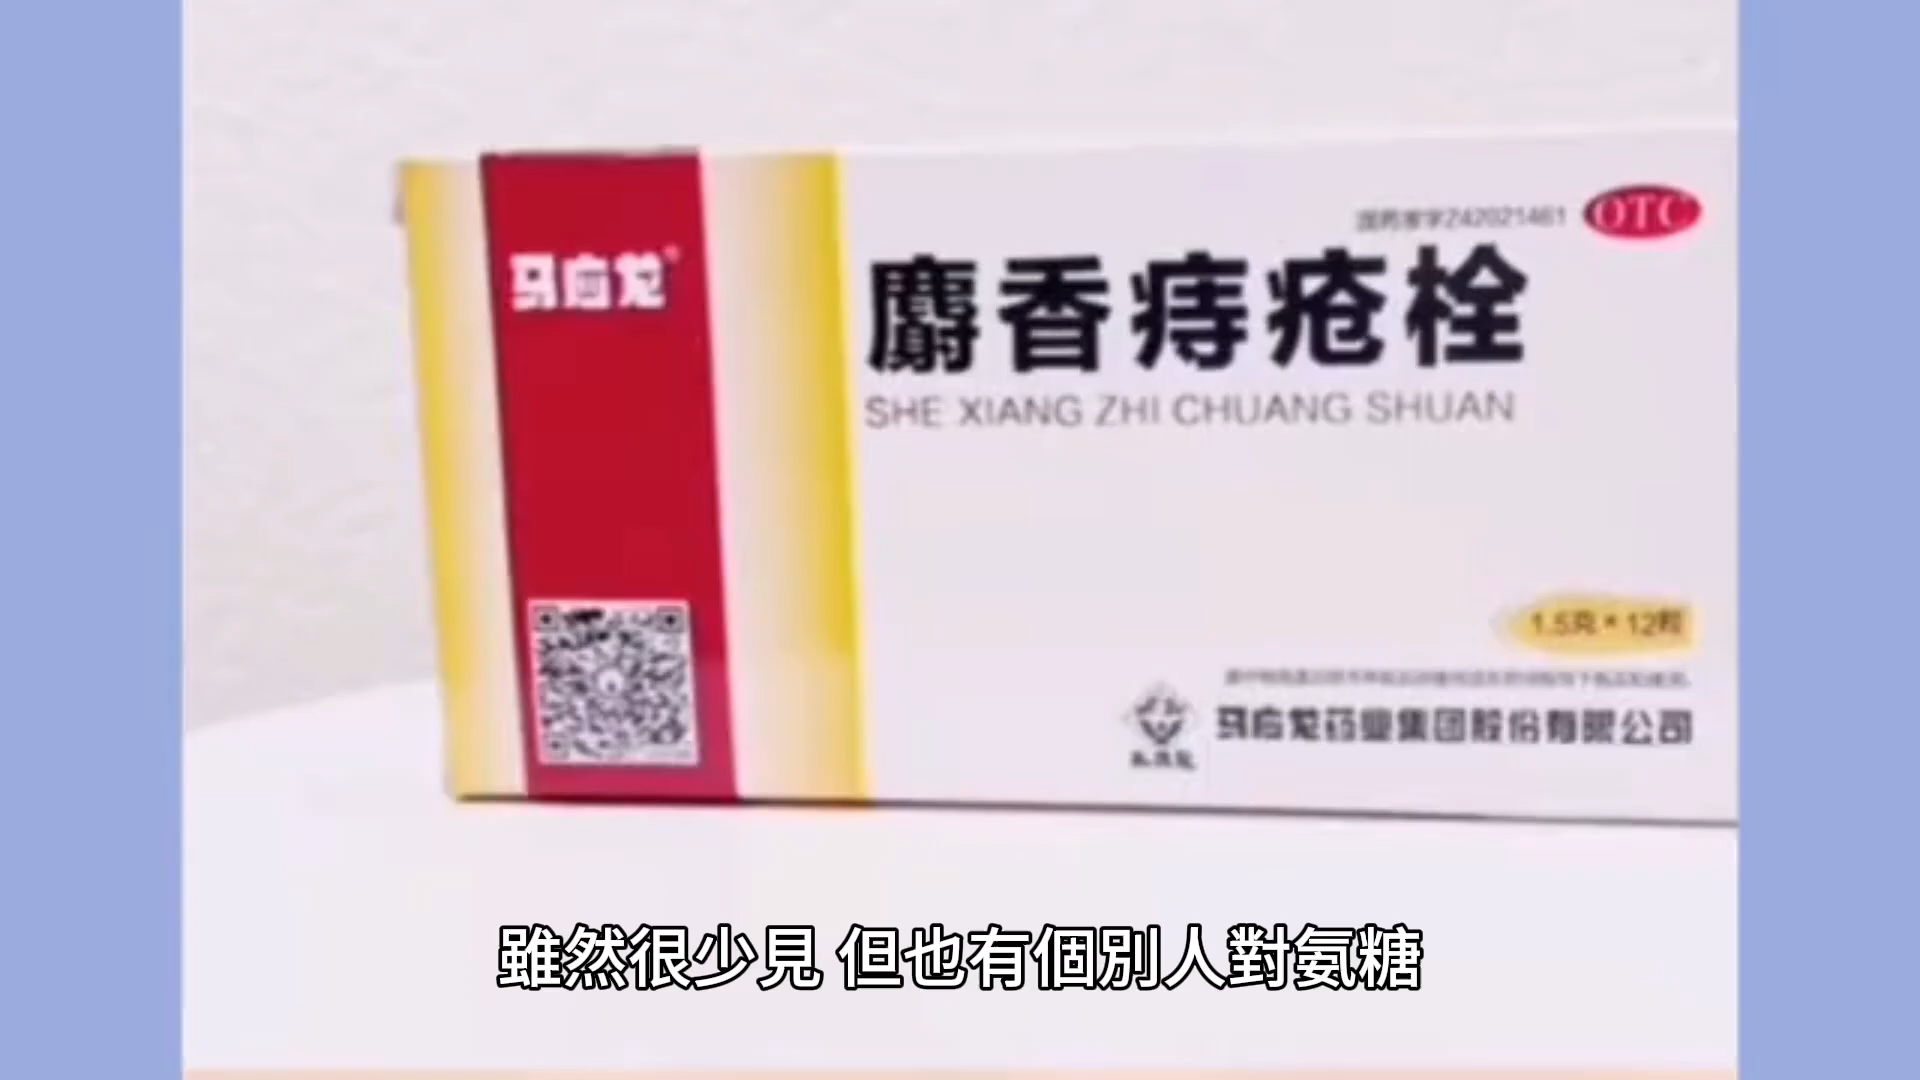 国药准字Z42021461
OTC
马应龙®
麝香痔疮栓
SHE XIANG ZHI CHUANG SHUAN
1.5克*12粒
马应龙药业集团股份有限公司
雖然很少見 但也有個別人對氨糖